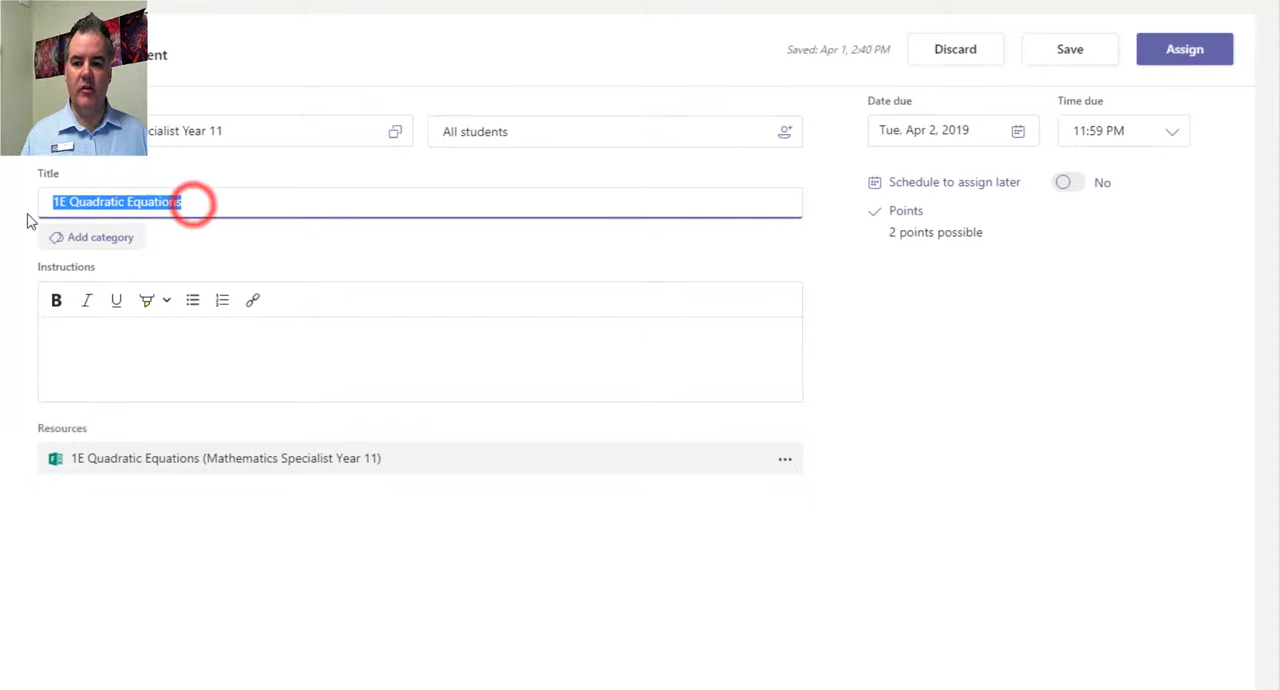 ent
Saved: Apr 1, 2:40 PM
Discard
Save
Assign
Date due
Time due
cialist Year 11
All students
Tue, Apr 2, 2019
11:59 PM
Title
Schedule to assign later
No
1E Quadratic Equations
Points
2 points possible
Add category
Instructions
B I U
Resources
1E Quadratic Equations (Mathematics Specialist Year 11)